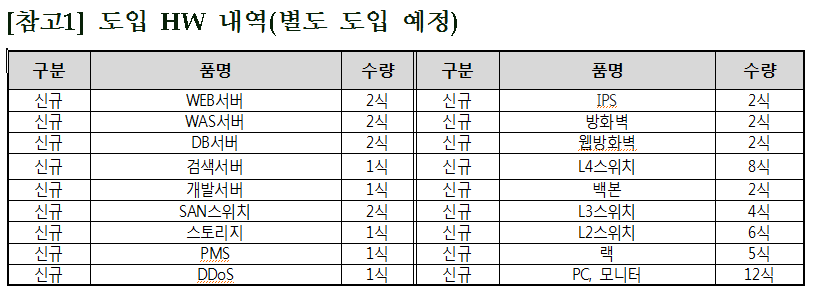 [참고1] 도입 HW 내역(별도 도입 예정)
구분 품명 수량 구분 품명 수량
신규 WEB서버 2식 신규 IPS 2식
신규 WAS서버 2식 신규 방화벽 2식
신규 DB서버 2식 신규 웹방화벽 2식
신규 검색서버 1식 신규 L4스위치 8식
신규 개발서버 1식 신규 백본 2식
신규 SAN스위치 2식 신규 L3스위치 4식
신규 스토리지 1식 신규 L2스위치 6식
신규 PMS 1식 신규 랙 5식
신규 DDoS 1식 신규 PC, 모니터 12식